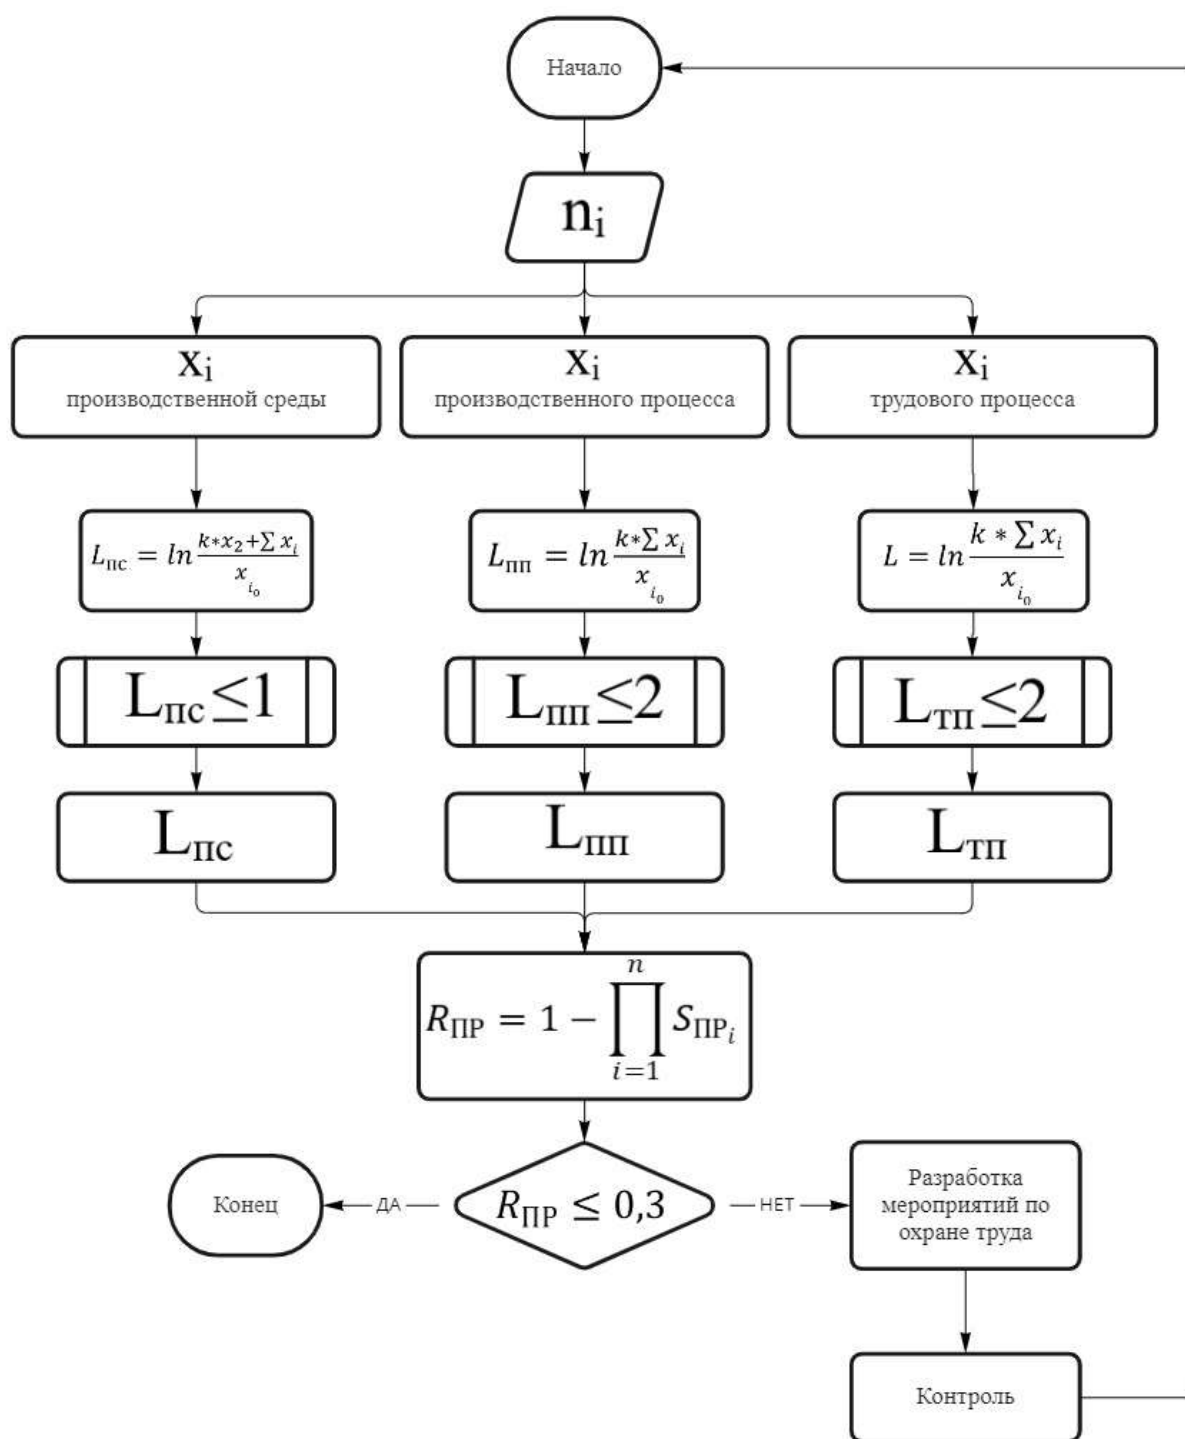 Начало
nᵢ
xᵢ
производственной среды
xᵢ
производственного процесса
xᵢ
трудового процесса
L_пс = ln (k*x₂+∑ xᵢ)/(x_i₀)
L_пп = ln (k*∑ xᵢ)/(x_i₀)
L = ln (k * ∑ xᵢ)/(x_i₀)
L_пс ≤1
L_пп ≤2
L_тп ≤2
L_пс
L_пп
L_тп
R_ПР = 1 − ∏_{i=1}^{n} S_ПРᵢ
Конец
ДА
R_ПР ≤ 0,3
НЕТ
Разработка
мероприятий по
охране труда
Контроль